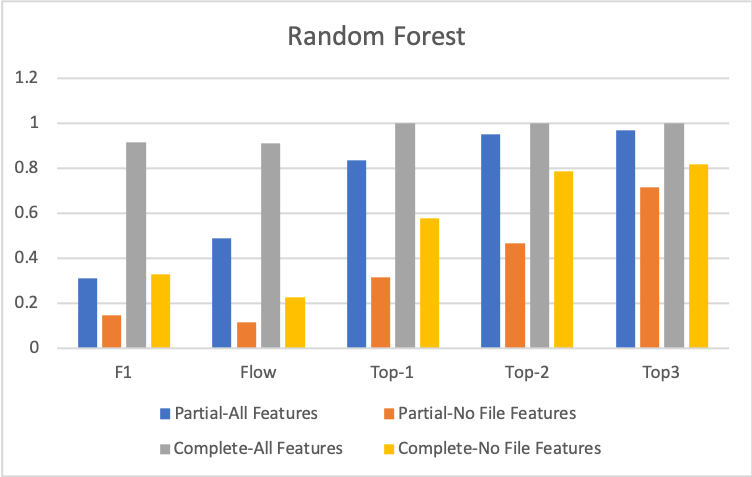 Random Forest
1.2
1
0.8
0.6
0.4
0.2
0
F1 Flow Top-1 Top-2 Top3
Partial-All Features Partial-No File Features
Complete-All Features Complete-No File Features